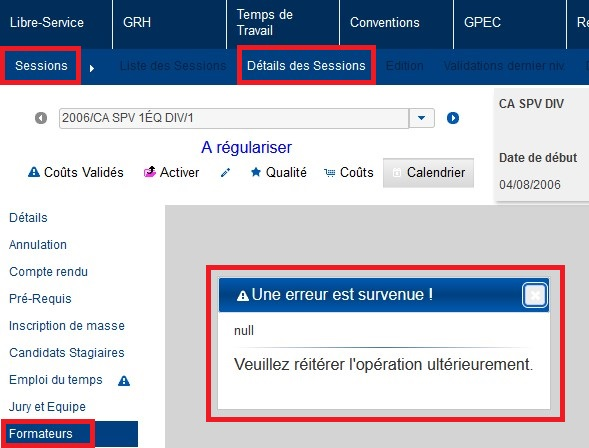 Libre-Service GRH Temps de Travail Conventions GPEC
Sessions Liste des Sessions Détails des Sessions Edition Validations dernier niv
2006/CA SPV 1ÉQ DIV/1
CA SPV DIV
A régulariser
Date de début
Coûts Validés Activer Qualité Coûts Calendrier
04/08/2006
Détails
Annulation
Compte rendu
Pré-Requis
Inscription de masse
Candidats Stagiaires
Emploi du temps
Jury et Equipe
Formateurs
Une erreur est survenue !
null
Veuillez réitérer l'opération ultérieurement.